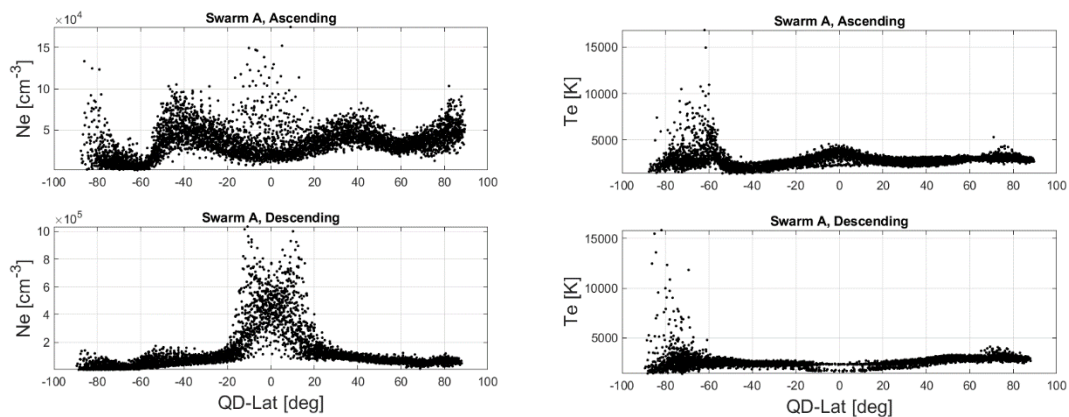 Swarm A, Ascending
×10⁴
Ne [cm⁻³]
15
10
5
-100 -80 -60 -40 -20 0 20 40 60 80 100
Swarm A, Descending
×10⁵
Ne [cm⁻³]
10
8
6
4
2
-100 -80 -60 -40 -20 0 20 40 60 80 100
QD-Lat [deg]
Swarm A, Ascending
Te [K]
15000
10000
5000
-100 -80 -60 -40 -20 0 20 40 60 80 100
Swarm A, Descending
Te [K]
15000
10000
5000
-100 -80 -60 -40 -20 0 20 40 60 80 100
QD-Lat [deg]